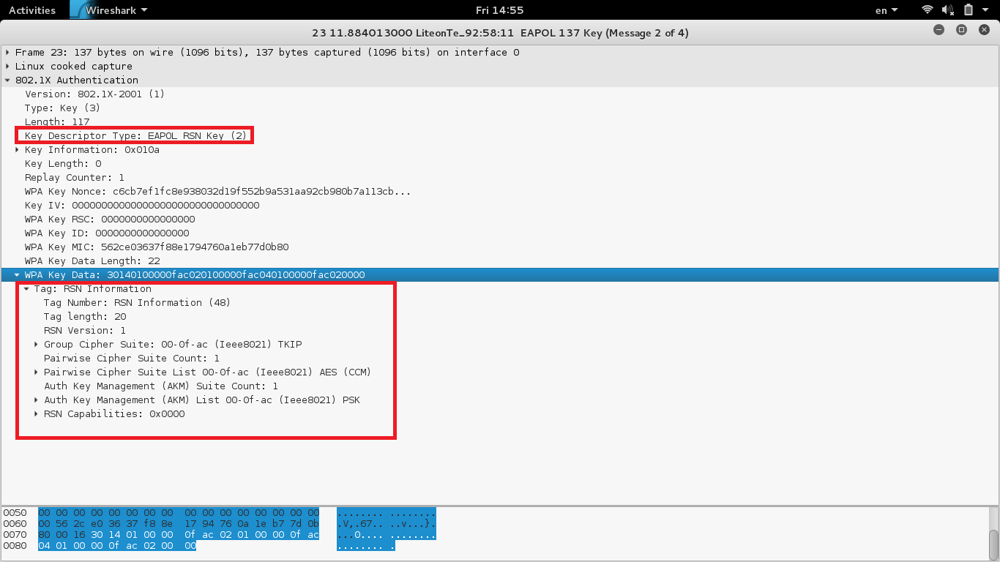 Activities Wireshark Fri 14:55 en
23 11.884013000 LiteonTe_92:58:11 EAPOL 137 Key (Message 2 of 4)
Frame 23: 137 bytes on wire (1096 bits), 137 bytes captured (1096 bits) on interface 0
Linux cooked capture
802.1X Authentication
Version: 802.1X-2001 (1)
Type: Key (3)
Length: 117
Key Descriptor Type: EAPOL RSN Key (2)
Key Information: 0x010a
Key Length: 0
Replay Counter: 1
WPA Key Nonce: c6cb7ef1fc8e938032d19f552b9a531aa92cb980b7a113cb...
Key IV: 00000000000000000000000000000000
WPA Key RSC: 0000000000000000
WPA Key ID: 0000000000000000
WPA Key MIC: 562ce03637f88e1794760a1eb77d0b80
WPA Key Data Length: 22
WPA Key Data: 30140100000fac020100000fac040100000fac020000
Tag: RSN Information
Tag Number: RSN Information (48)
Tag length: 20
RSN Version: 1
Group Cipher Suite: 00-0f-ac (Ieee8021) TKIP
Pairwise Cipher Suite Count: 1
Pairwise Cipher Suite List 00-0f-ac (Ieee8021) AES (CCM)
Auth Key Management (AKM) Suite Count: 1
Auth Key Management (AKM) List 00-0f-ac (Ieee8021) PSK
RSN Capabilities: 0x0000
0050 00 00 00 00 00 00 00 00 00 00 00 00 00 00 00 00 ........ ........
0060 00 56 2c e0 36 37 f8 8e 17 94 76 0a 1e b7 7d 0b .V,.67.. ..v...}.
0070 80 00 16 30 14 01 00 00 0f ac 02 01 00 00 0f ac ...0.... ........
0080 04 01 00 00 0f ac 02 00 00 ........ .